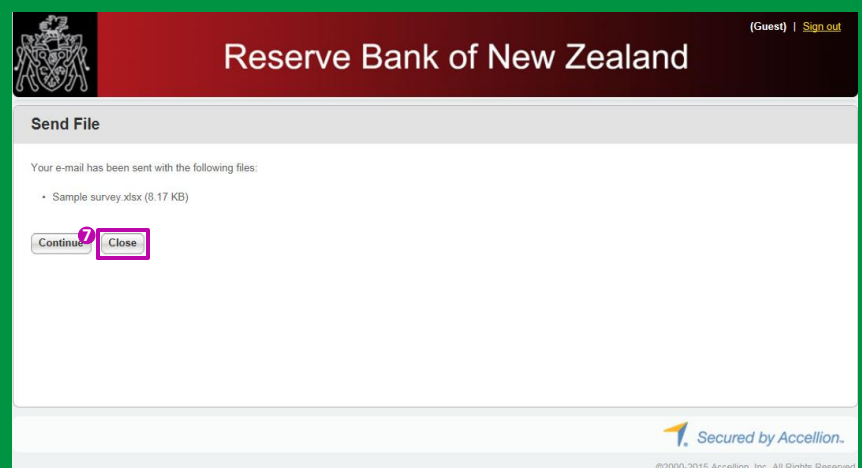 (Guest) | Sign out
Reserve Bank of New Zealand
Send File
Your e-mail has been sent with the following files:
• Sample survey.xlsx (8.17 KB)
Continue 7 Close
Secured by Accellion™
©2000-2015 Accellion, Inc. All Rights Reserved